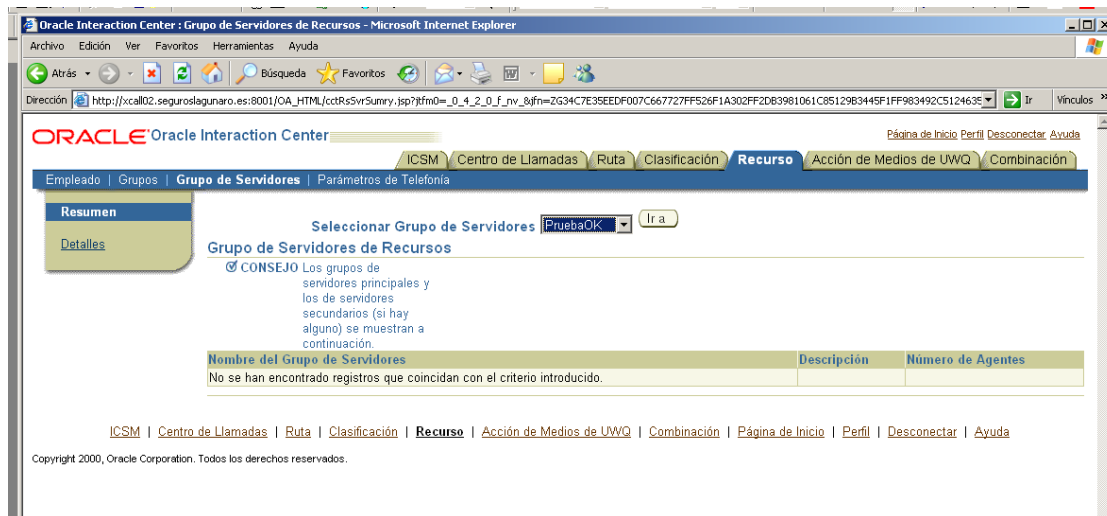 Oracle Interaction Center : Grupo de Servidores de Recursos - Microsoft Internet Explorer
Archivo Edición Ver Favoritos Herramientas Ayuda
Atrás Búsqueda Favoritos
Dirección http://xcall02.seguroslagunaro.es:8001/OA_HTML/cctRsSvrSumry.jsp?jtfm0=_0_4_2_0_f_nv_&jfn=ZG34C7E35EEDF007C667727FF526F1A302FF2DB3981061C85129B3445F1FF983492C5124635 Ir Vínculos »
ORACLE Oracle Interaction Center
Página de Inicio Perfil Desconectar Ayuda
ICSM Centro de Llamadas Ruta Clasificación Recurso Acción de Medios de UWQ Combinación
Empleado | Grupos | Grupo de Servidores | Parámetros de Telefonía
Resumen
Detalles
Seleccionar Grupo de Servidores PruebaOK Ir a
Grupo de Servidores de Recursos
CONSEJO Los grupos de
servidores principales y
los de servidores
secundarios (si hay
alguno) se muestran a
continuación.
Nombre del Grupo de Servidores Descripción Número de Agentes
No se han encontrado registros que coincidan con el criterio introducido.
ICSM | Centro de Llamadas | Ruta | Clasificación | Recurso | Acción de Medios de UWQ | Combinación | Página de Inicio | Perfil | Desconectar | Ayuda
Copyright 2000, Oracle Corporation. Todos los derechos reservados.